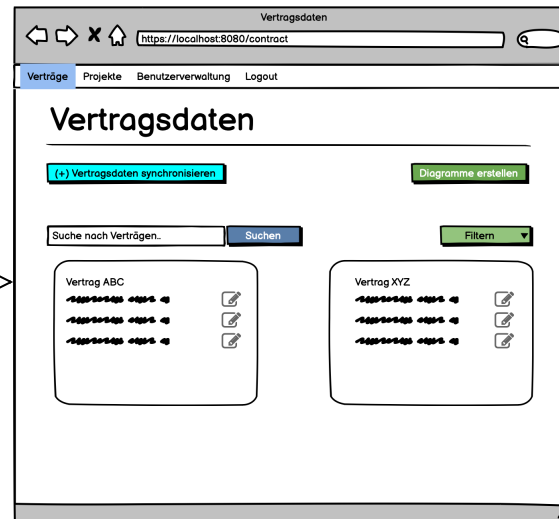 Vertragsdaten
https://localhost:8080/contract
Verträge Projekte Benutzerverwaltung Logout
Vertragsdaten
(+) Vertragsdaten synchronisieren Diagramme erstellen
Suche nach Verträgen.. Suchen Filtern
Vertrag ABC Vertrag XYZ